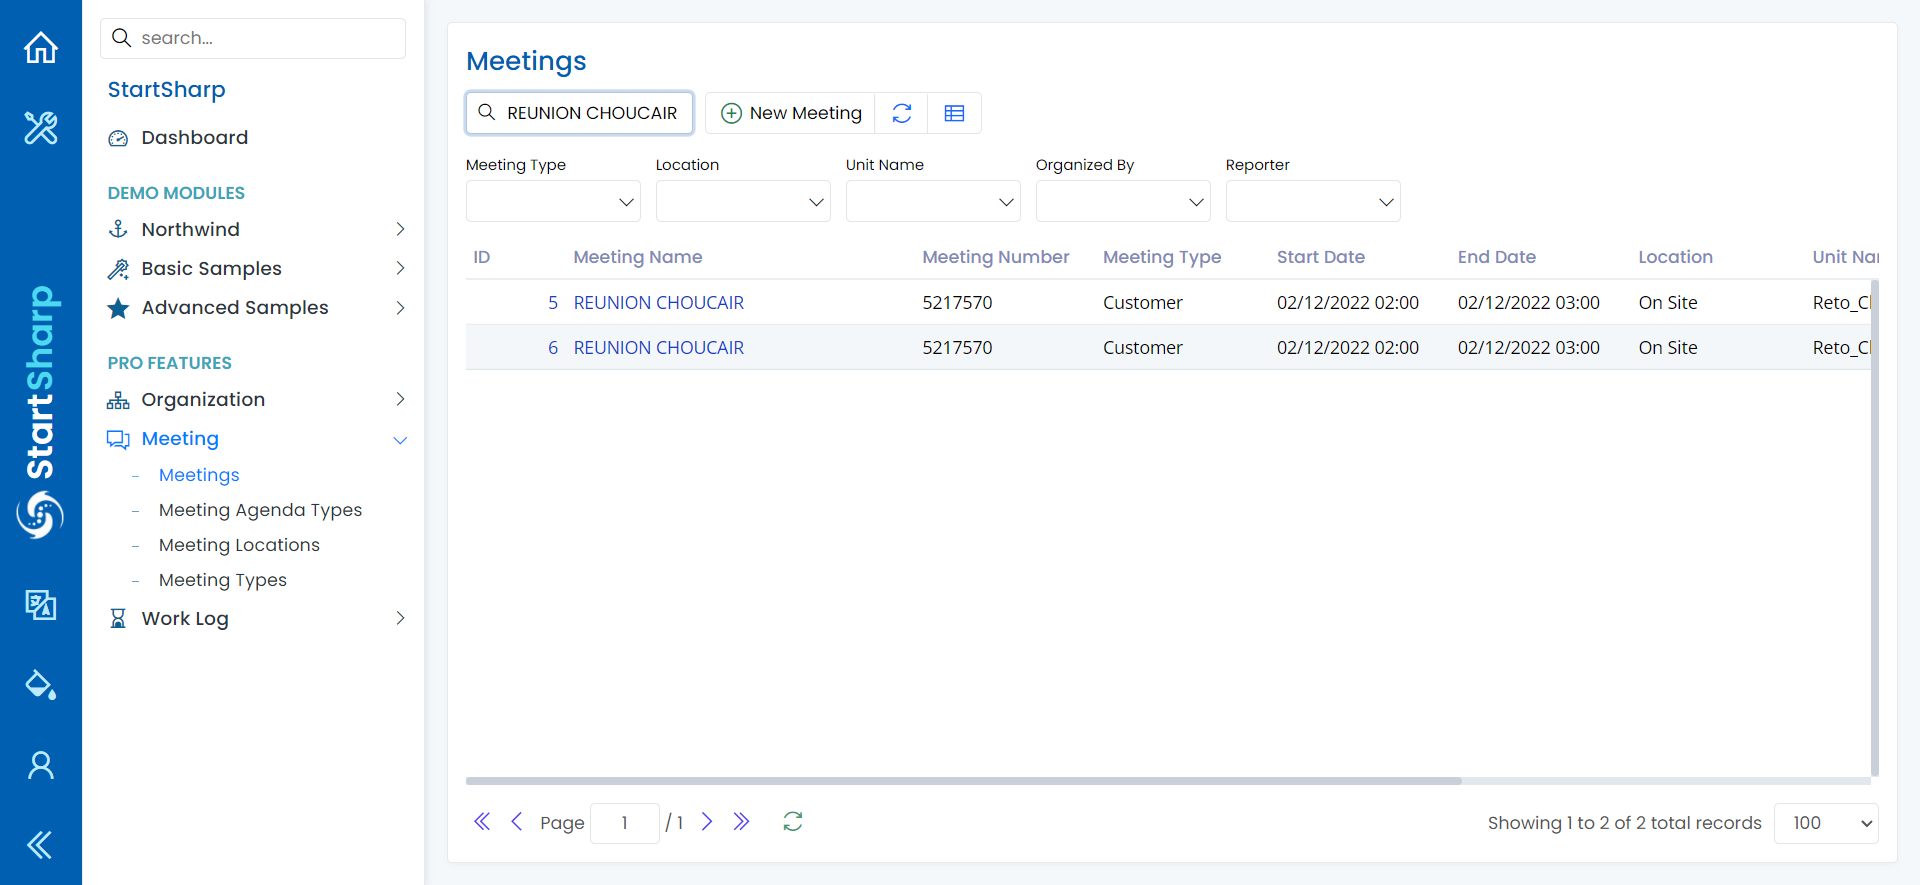 search...
StartSharp
Dashboard
DEMO MODULES
Northwind
Basic Samples
Advanced Samples
PRO FEATURES
Organization
Meeting
Meetings
Meeting Agenda Types
Meeting Locations
Meeting Types
Work Log
StartSharp
Meetings
REUNION CHOUCAIR
New Meeting
Meeting Type Location Unit Name Organized By Reporter
ID Meeting Name Meeting Number Meeting Type Start Date End Date Location Unit
5 REUNION CHOUCAIR 5217570 Customer 02/12/2022 02:00 02/12/2022 03:00 On Site
6 REUNION CHOUCAIR 5217570 Customer 02/12/2022 02:00 02/12/2022 03:00 On Site
Page 1 / 1
Showing 1 to 2 of 2 total records 100